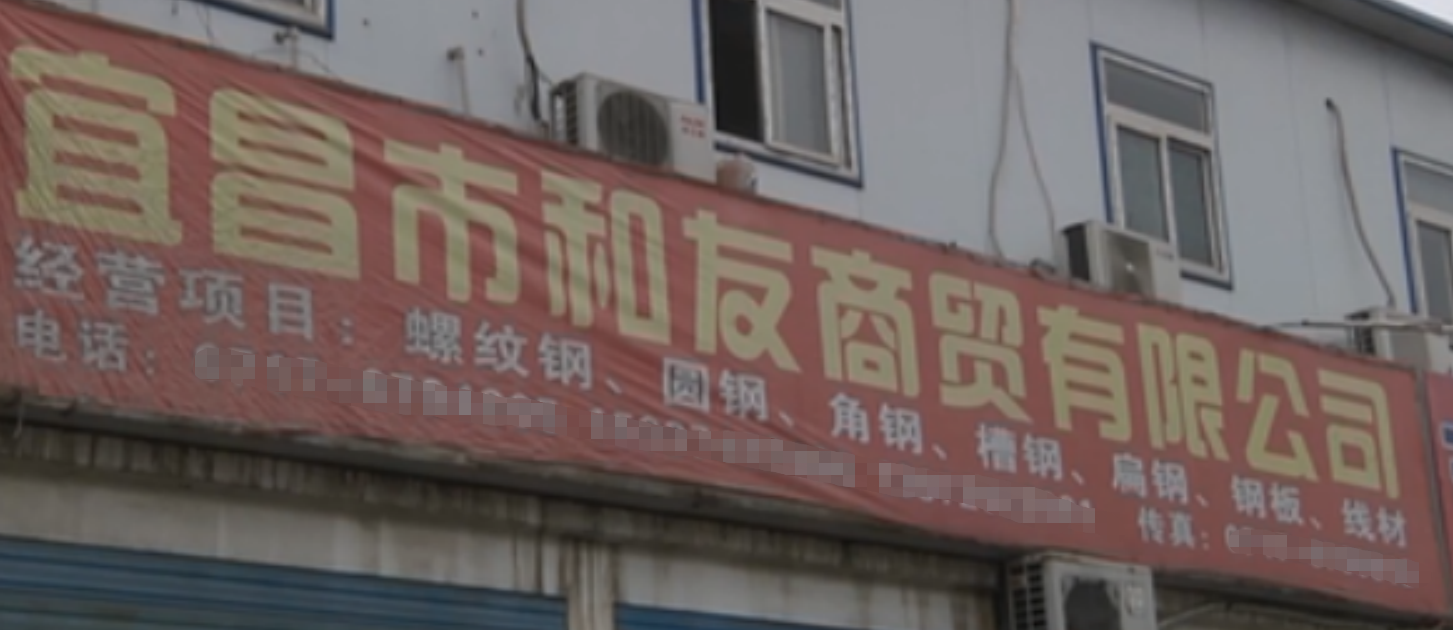 宜昌市和友商贸有限公司
经营项目：螺纹钢、圆钢、角钢、槽钢、扁钢、钢板、线材
电话：
传真：